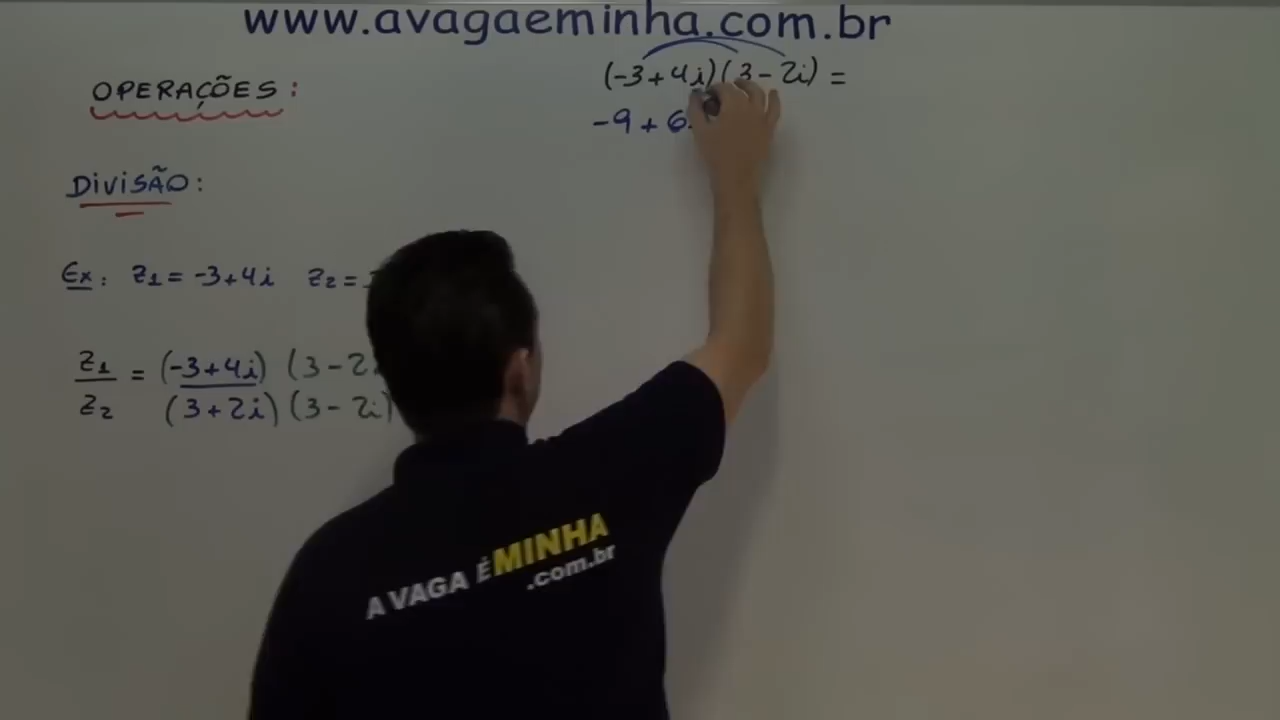 www.avagaeminha.com.br
(-3+4i)(3-2i) =
-9+6
OPERAÇÕES:
DIVISÃO:
Ex: z1 = -3+4i z2 =
z1 = (-3+4i) (3-2
z2 (3+2i) (3-2i)
A VAGA É MINHA
.com.br